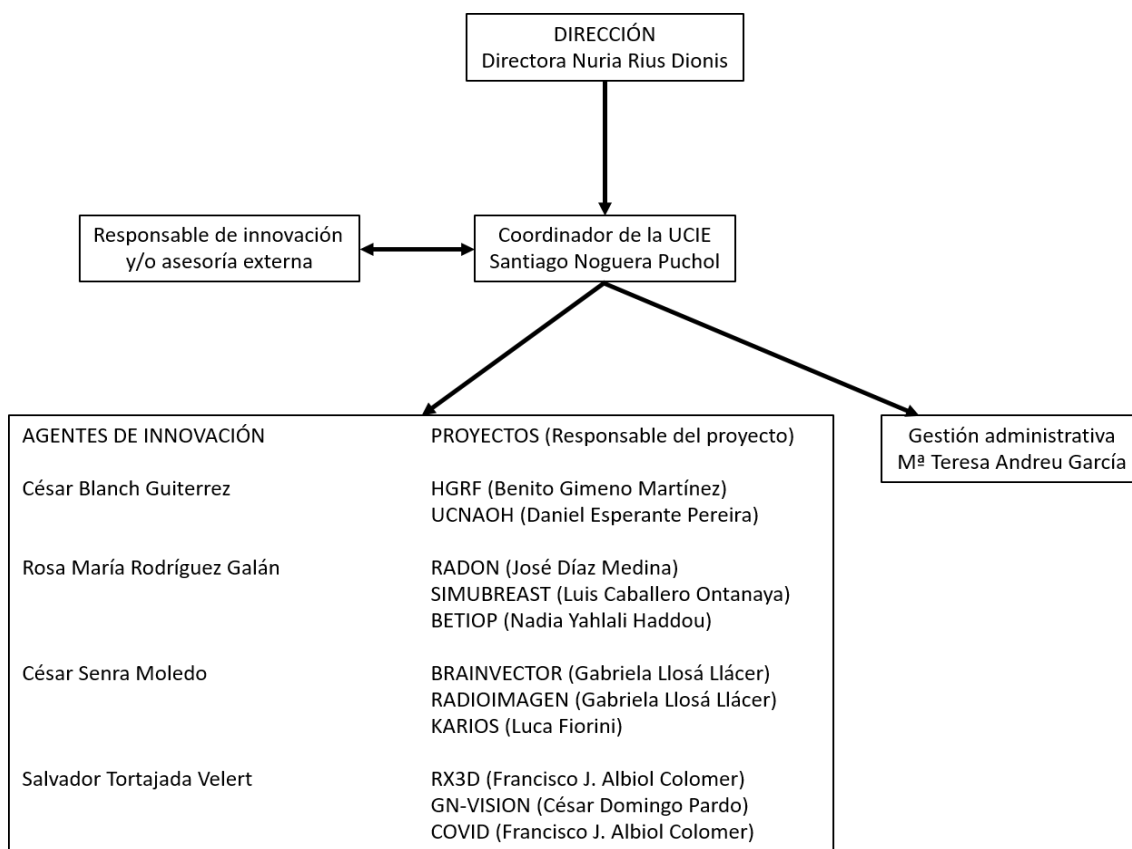 DIRECCIÓN
Directora Nuria Rius Dionis
Responsable de innovación
y/o asesoría externa
Coordinador de la UCIE
Santiago Noguera Puchol
AGENTES DE INNOVACIÓN PROYECTOS (Responsable del proyecto)
César Blanch Guiterrez HGRF (Benito Gimeno Martínez)
UCNAOH (Daniel Esperante Pereira)
Rosa María Rodríguez Galán RADON (José Díaz Medina)
SIMUBREAST (Luis Caballero Ontanaya)
BETIOP (Nadia Yahlali Haddou)
César Senra Moledo BRAINVECTOR (Gabriela Llosá Llácer)
RADIOIMAGEN (Gabriela Llosá Llácer)
KARIOS (Luca Fiorini)
Salvador Tortajada Velert RX3D (Francisco J. Albiol Colomer)
GN-VISION (César Domingo Pardo)
COVID (Francisco J. Albiol Colomer)
Gestión administrativa
Mª Teresa Andreu García